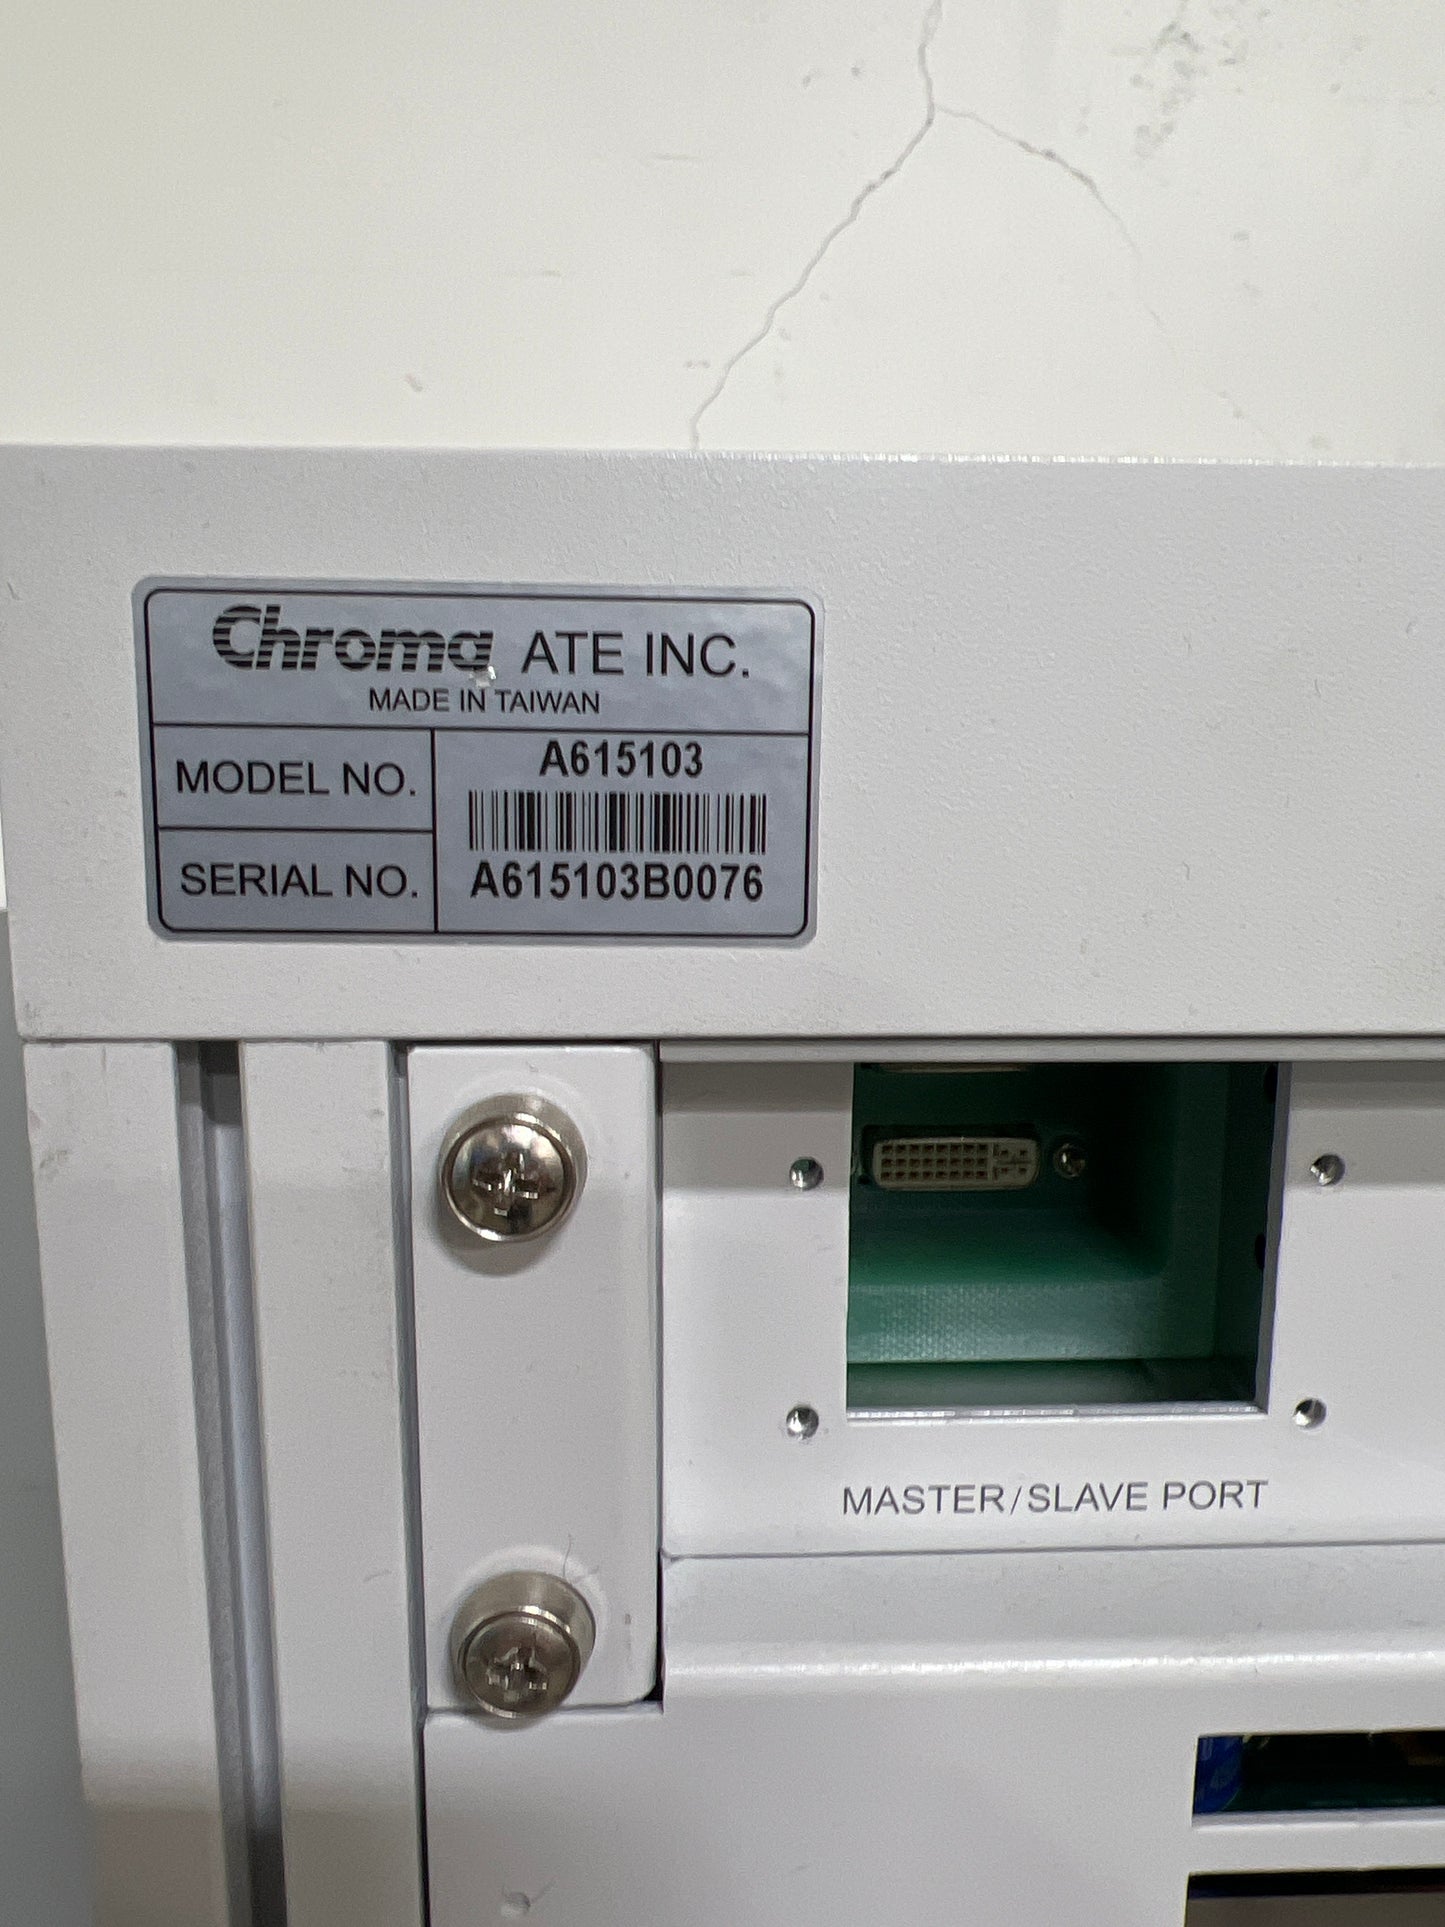 Chroma ATE INC.
MADE IN TAIWAN
MODEL NO.
A615103
SERIAL NO.
A615103B0076
MASTER/SLAVE PORT